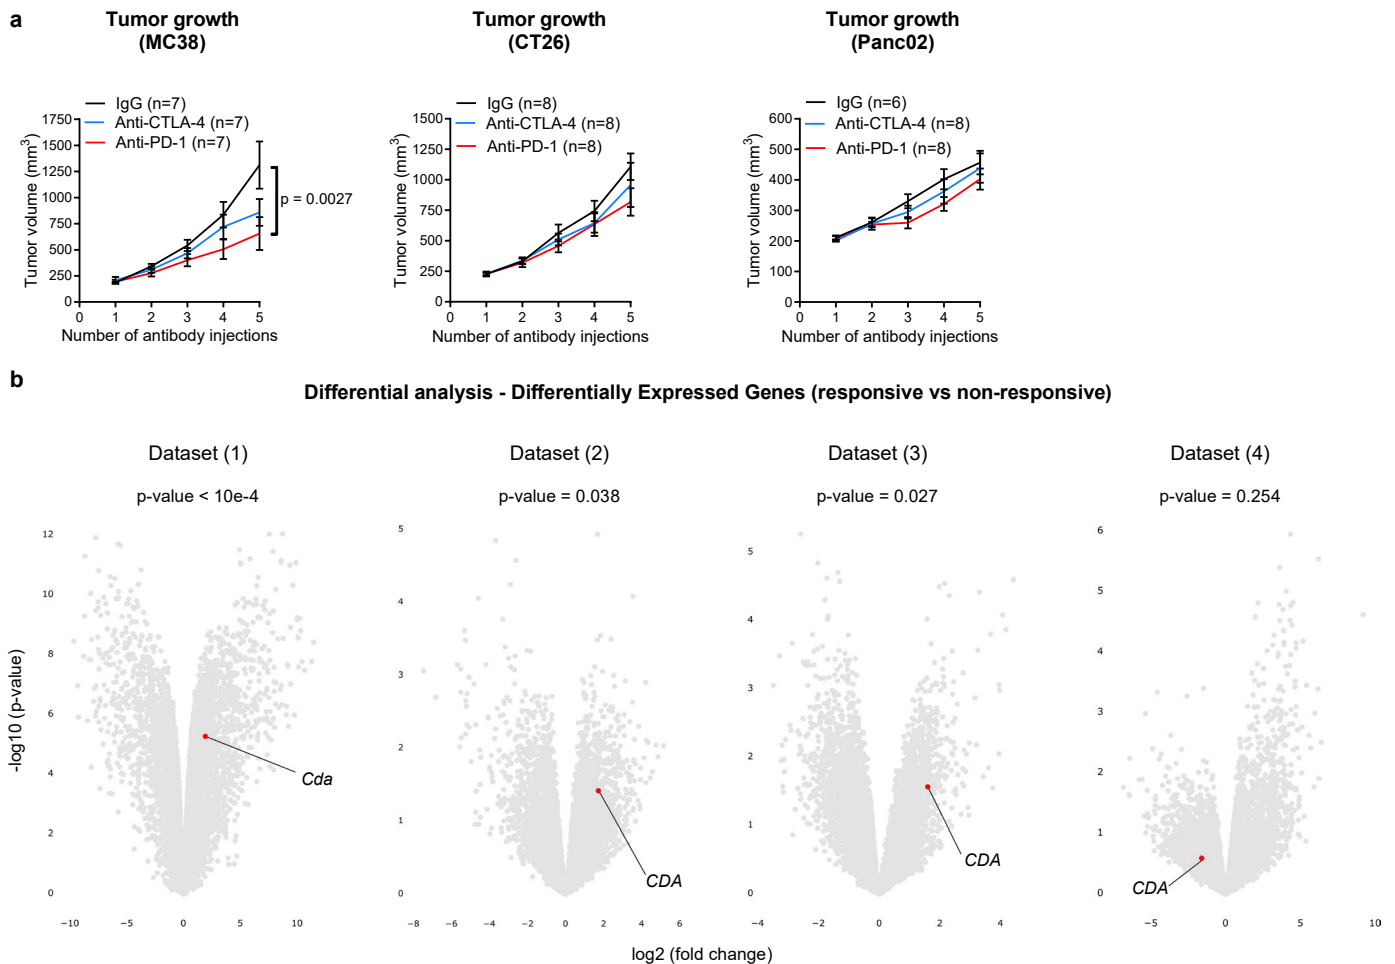 a
Tumor growth
(MC38)
IgG (n=7)
Anti-CTLA-4 (n=7)
Anti-PD-1 (n=7)
Tumor volume (mm³)
1750
1500
1250
1000
750
500
250
0
p = 0.0027
0 1 2 3 4 5
Number of antibody injections
Tumor growth
(CT26)
IgG (n=8)
Anti-CTLA-4 (n=8)
Anti-PD-1 (n=8)
Tumor volume (mm³)
1500
1250
1000
750
500
250
0
0 1 2 3 4 5
Number of antibody injections
Tumor growth
(Panc02)
IgG (n=6)
Anti-CTLA-4 (n=8)
Anti-PD-1 (n=8)
Tumor volume (mm³)
600
500
400
300
200
100
0
0 1 2 3 4 5
Number of antibody injections
b
Differential analysis - Differentially Expressed Genes (responsive vs non-responsive)
-log10 (p-value)
Dataset (1)
p-value < 10e-4
12
10
8
6
4
2
0
Cda
−10 −5 0 5 10
Dataset (2)
p-value = 0.038
5
4
3
2
1
0
CDA
−8 −6 −4 −2 0 2 4 6
Dataset (3)
p-value = 0.027
5
4
3
2
1
0
CDA
−4 −2 0 2 4
Dataset (4)
p-value = 0.254
6
5
4
3
2
1
0
CDA
−5 0 5 10
log2 (fold change)